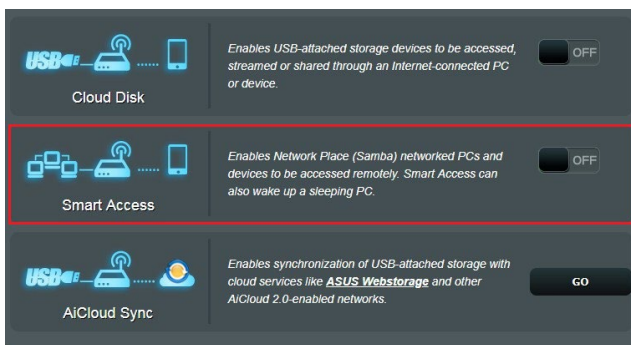 USB
Cloud Disk
Enables USB-attached storage devices to be accessed,
streamed or shared through an Internet-connected PC
or device.
OFF
Smart Access
Enables Network Place (Samba) networked PCs and
devices to be accessed remotely. Smart Access can
also wake up a sleeping PC.
OFF
USB
AiCloud Sync
Enables synchronization of USB-attached storage with
cloud services like ASUS Webstorage and other
AiCloud 2.0-enabled networks.
GO